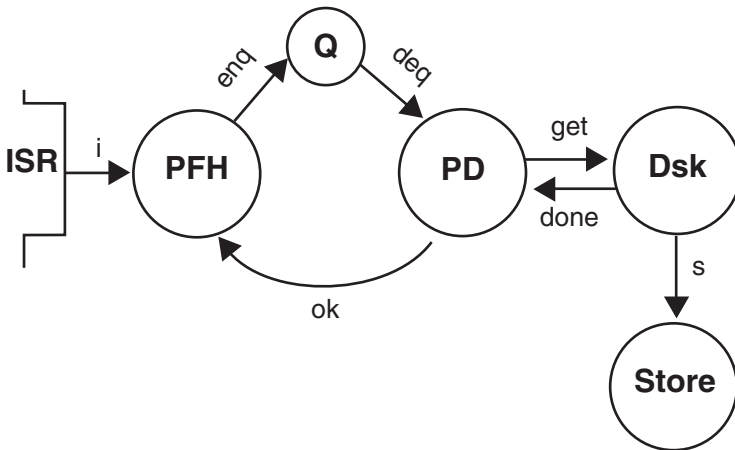 Q
enq
deq
ISR
i
PFH
PD
get
done
Dsk
ok
s
Store